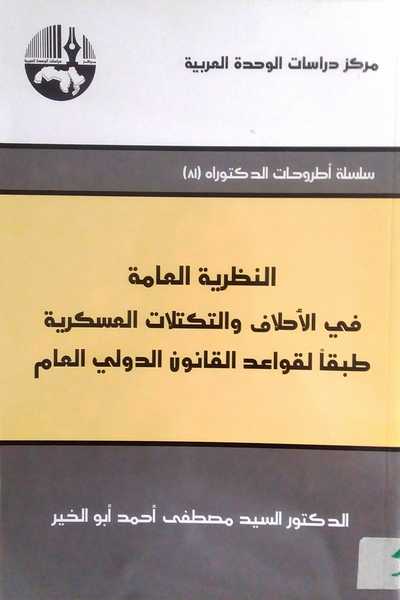 مركز دراسات الوحدة العربية
سلسلة أطروحات الدكتوراه (٨١)
النظرية العامة
في الأحلاف والتكتلات العسكرية
طبقاً لقواعد القانون الدولي العام
الدكتور السيد مصطفى أحمد أبو الخير